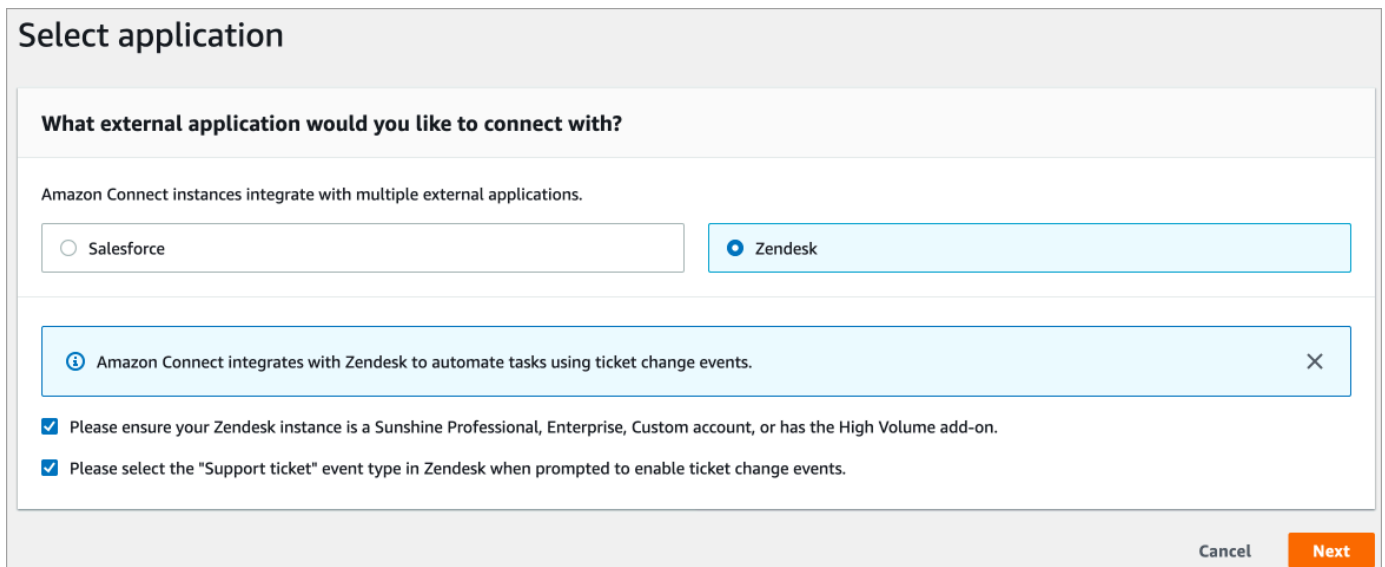 Select application
What external application would you like to connect with?
Amazon Connect instances integrate with multiple external applications.
Salesforce
Zendesk
Amazon Connect integrates with Zendesk to automate tasks using ticket change events.
Please ensure your Zendesk instance is a Sunshine Professional, Enterprise, Custom account, or has the High Volume add-on.
Please select the "Support ticket" event type in Zendesk when prompted to enable ticket change events.
Cancel
Next